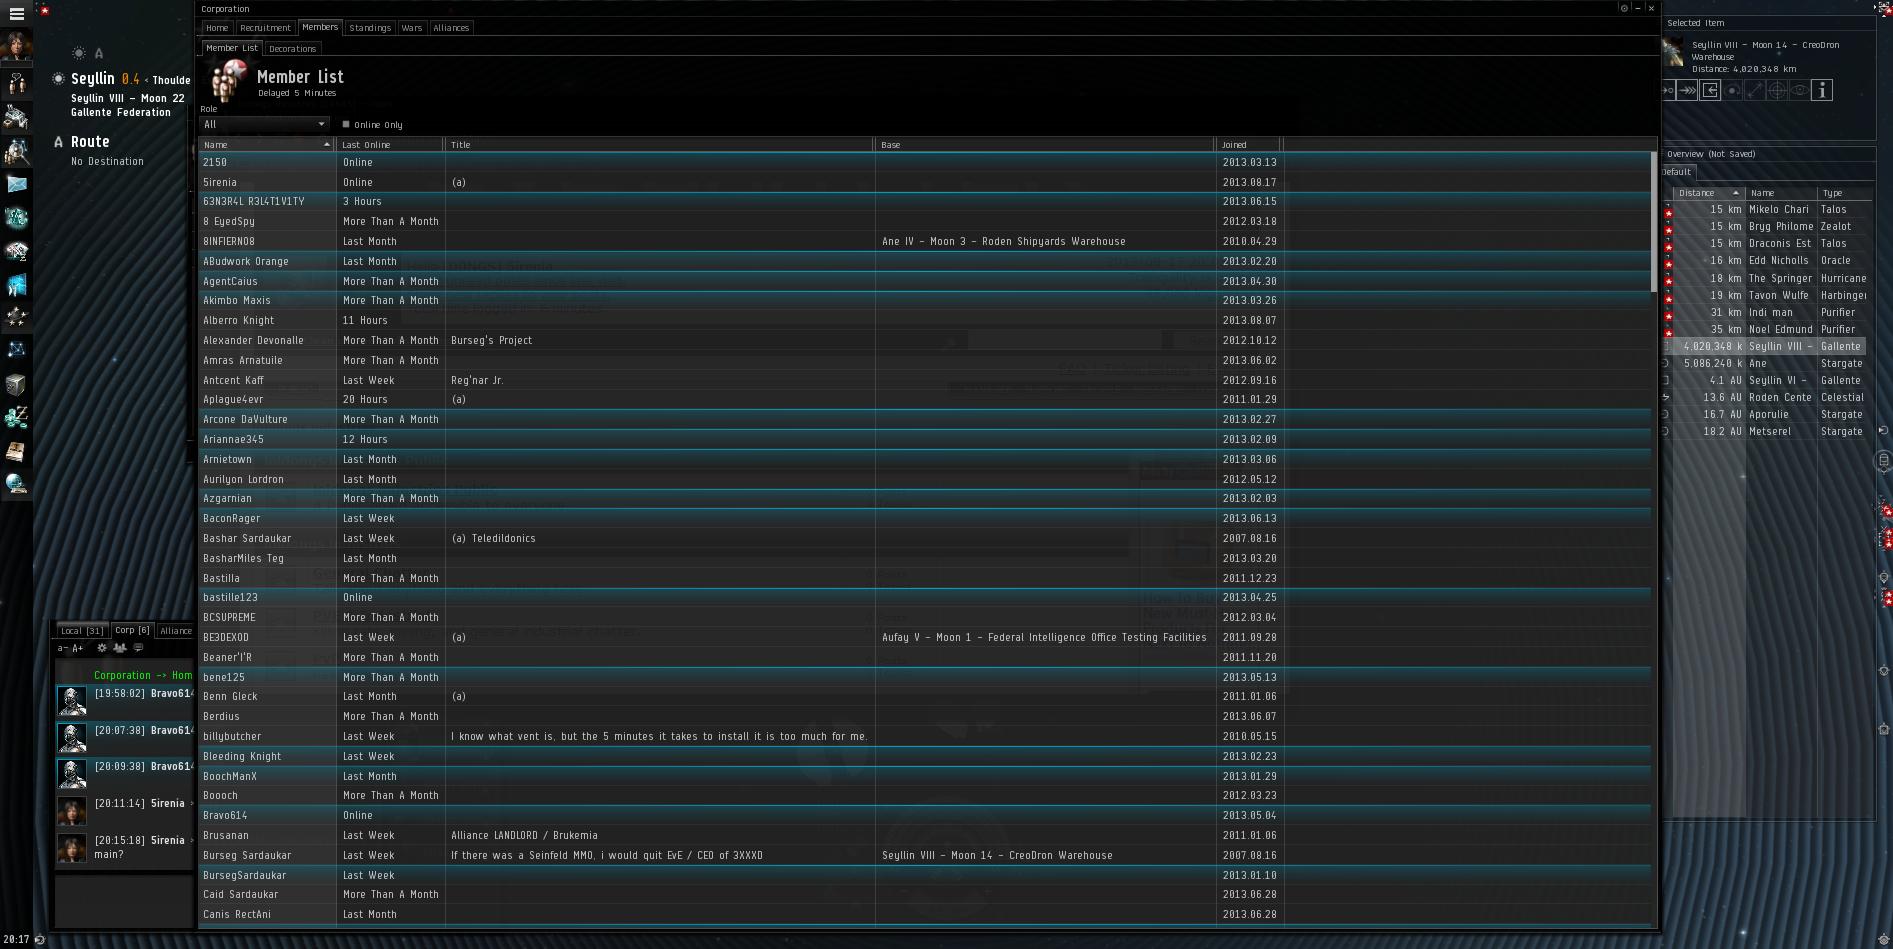 Corporation
Home Recruitment Members Standings Wars Alliances
Member List Decorations
Member List
Delayed 5 Minutes
Role
All Online Only
Name Last Online Title Base Joined
2150 Online 2013.03.13
5irenia Online (a) 2013.08.17
63N3R4L R3L4T1V1TY 3 Hours 2013.06.15
8 EyedSpy More Than A Month 2012.03.18
8INFIERNO8 Last Month Ane IV - Moon 3 - Roden Shipyards Warehouse 2010.04.29
ABudwork Orange Last Month 2013.02.20
AgentCaius More Than A Month 2013.04.30
Akimbo Maxis More Than A Month 2013.03.26
Alberro Knight 11 Hours 2013.08.07
Alexander Devonalle More Than A Month Burseg's Project 2012.10.12
Amras Arnatuile More Than A Month 2013.06.02
Antcent Kaff Last Week Reg'nar Jr. 2012.09.16
Aplague4evr 20 Hours (a) 2011.01.29
Arcone DaVulture More Than A Month 2013.02.27
Ariannae345 12 Hours 2013.02.09
Arnietown Last Month 2013.03.06
Aurilyon Lordron Last Month 2012.05.12
Azgarnian More Than A Month 2013.02.03
BaconRager Last Week 2013.06.13
Bashar Sardaukar Last Week (a) Teledildonics 2007.08.16
BasharMiles Teg Last Month 2013.03.20
Bastilla More Than A Month 2011.12.23
bastille123 Online 2013.04.25
BCSUPREME More Than A Month 2012.03.04
BE3DEX0D Last Week (a) Aufay V - Moon 1 - Federal Intelligence Office Testing Facilities 2011.09.28
Beaner'I'R More Than A Month 2011.11.20
bene125 More Than A Month 2013.05.13
Benn Gleck Last Month (a) 2011.01.06
Berdius More Than A Month 2013.06.07
billybutcher Last Week I know what vent is, but the 5 minutes it takes to install it is too much for me. 2010.05.15
Bleeding Knight Last Week 2013.02.23
BoochManX Last Month 2013.01.29
Boooch More Than A Month 2012.03.23
Bravo614 Online 2013.05.04
Brusanan Last Week Alliance LANDLORD / Brukemia 2011.01.06
Burseg Sardaukar Last Week If there was a Seinfeld MMO, i would quit EvE / CEO of 3XXXD Seyllin VIII - Moon 14 - CreoDron Warehouse 2007.08.16
BursegSardaukar Last Week 2013.01.10
Caid Sardaukar More Than A Month 2013.06.28
Canis RectAni Last Month 2013.06.28
A
Seyllin 0.4 < Thoulde
Seyllin VIII - Moon 22
Gallente Federation
A Route
No Destination
Local [31] Corp [6] Alliance
a- A+
Corporation -> Hom
[19:58:02] Bravo614
[20:07:38] Bravo614
[20:09:38] Bravo614
[20:11:14] 5irenia >
[20:15:18] 5irenia >
main?
20:17
Selected Item
Seyllin VIII - Moon 14 - CreoDron
Warehouse
Distance: 4,020,348 km
Overview (Not Saved)
Default
Distance Name Type
15 km Mikelo Chari Talos
15 km Bryg Philome Zealot
15 km Draconis Est Talos
16 km Edd Nicholls Oracle
18 km The Springer Hurricane
19 km Tavon Wulfe Harbinger
31 km Indi man Purifier
35 km Noel Edmund Purifier
4,020,348 k Seyllin VIII - Gallente
5,086,240 k Ane Stargate
4.1 AU Seyllin VI - Gallente
13.6 AU Roden Cente Celestial
16.7 AU Aporulie Stargate
18.2 AU Metserel Stargate